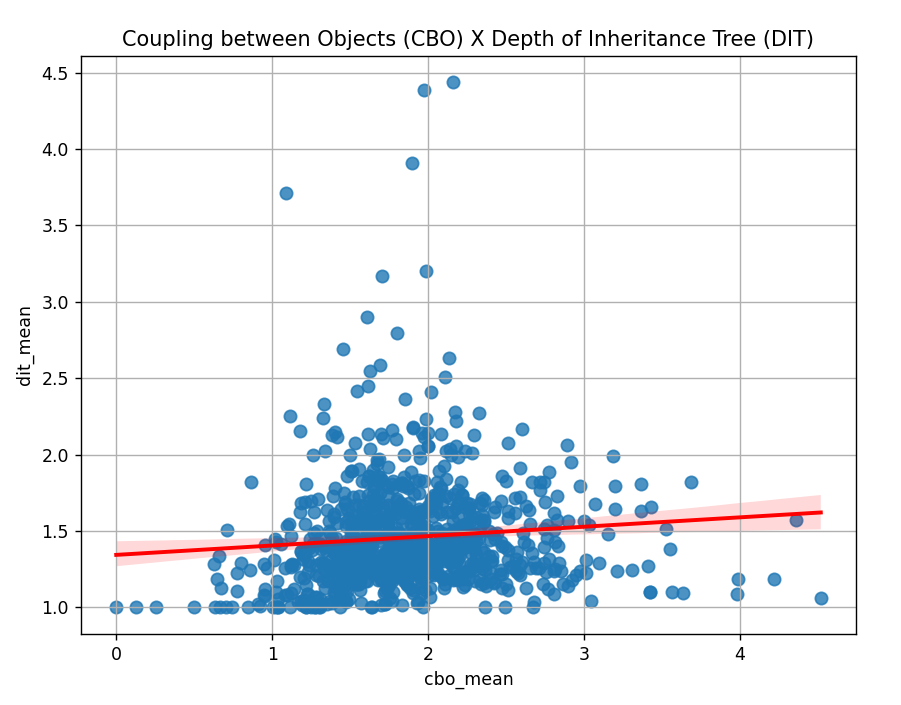 Coupling between Objects (CBO) X Depth of Inheritance Tree (DIT)
4.5
4.0
3.5
3.0
2.5
2.0
1.5
1.0
dit_mean
0 1 2 3 4
cbo_mean